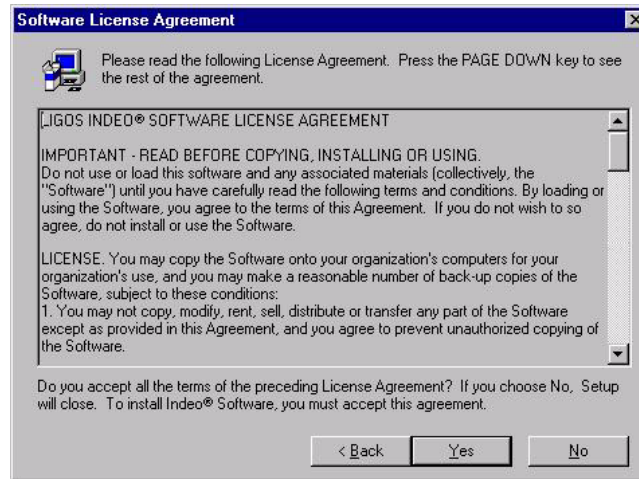 Software License Agreement
Please read the following License Agreement. Press the PAGE DOWN key to see
the rest of the agreement.
LIGOS INDEO® SOFTWARE LICENSE AGREEMENT
IMPORTANT - READ BEFORE COPYING, INSTALLING OR USING.
Do not use or load this software and any associated materials (collectively, the
"Software") until you have carefully read the following terms and conditions. By loading or
using the Software, you agree to the terms of this Agreement. If you do not wish to so
agree, do not install or use the Software.
LICENSE. You may copy the Software onto your organization's computers for your
organization's use, and you may make a reasonable number of back-up copies of the
Software, subject to these conditions:
1. You may not copy, modify, rent, sell, distribute or transfer any part of the Software
except as provided in this Agreement, and you agree to prevent unauthorized copying of
the Software.
Do you accept all the terms of the preceding License Agreement? If you choose No, Setup
will close. To install Indeo® Software, you must accept this agreement.
< Back Yes No